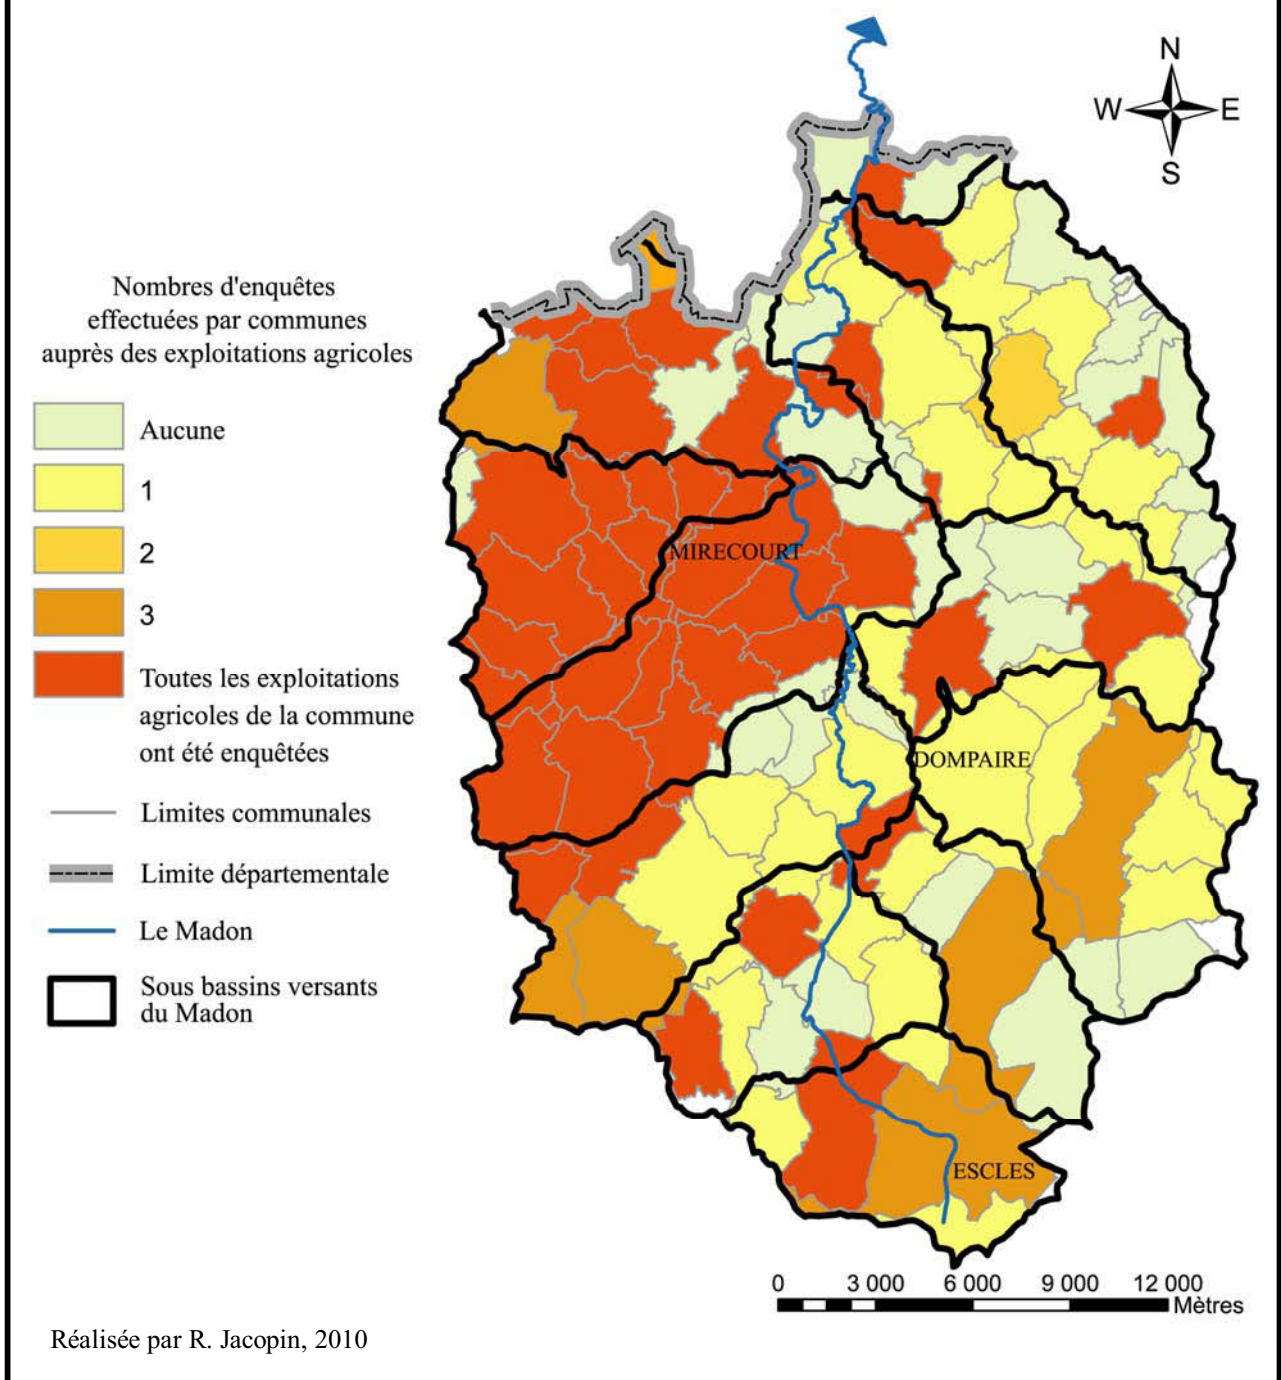 N
W E
S
Nombres d'enquêtes
effectuées par communes
auprès des exploitations agricoles
Aucune
1
2
3
Toutes les exploitations
agricoles de la commune
ont été enquêtées
Limites communales
Limite départementale
Le Madon
Sous bassins versants
du Madon
MIRECOURT
DOMPAIRE
ESCLES
0 3 000 6 000 9 000 12 000
Mètres
Réalisée par R. Jacopin, 2010